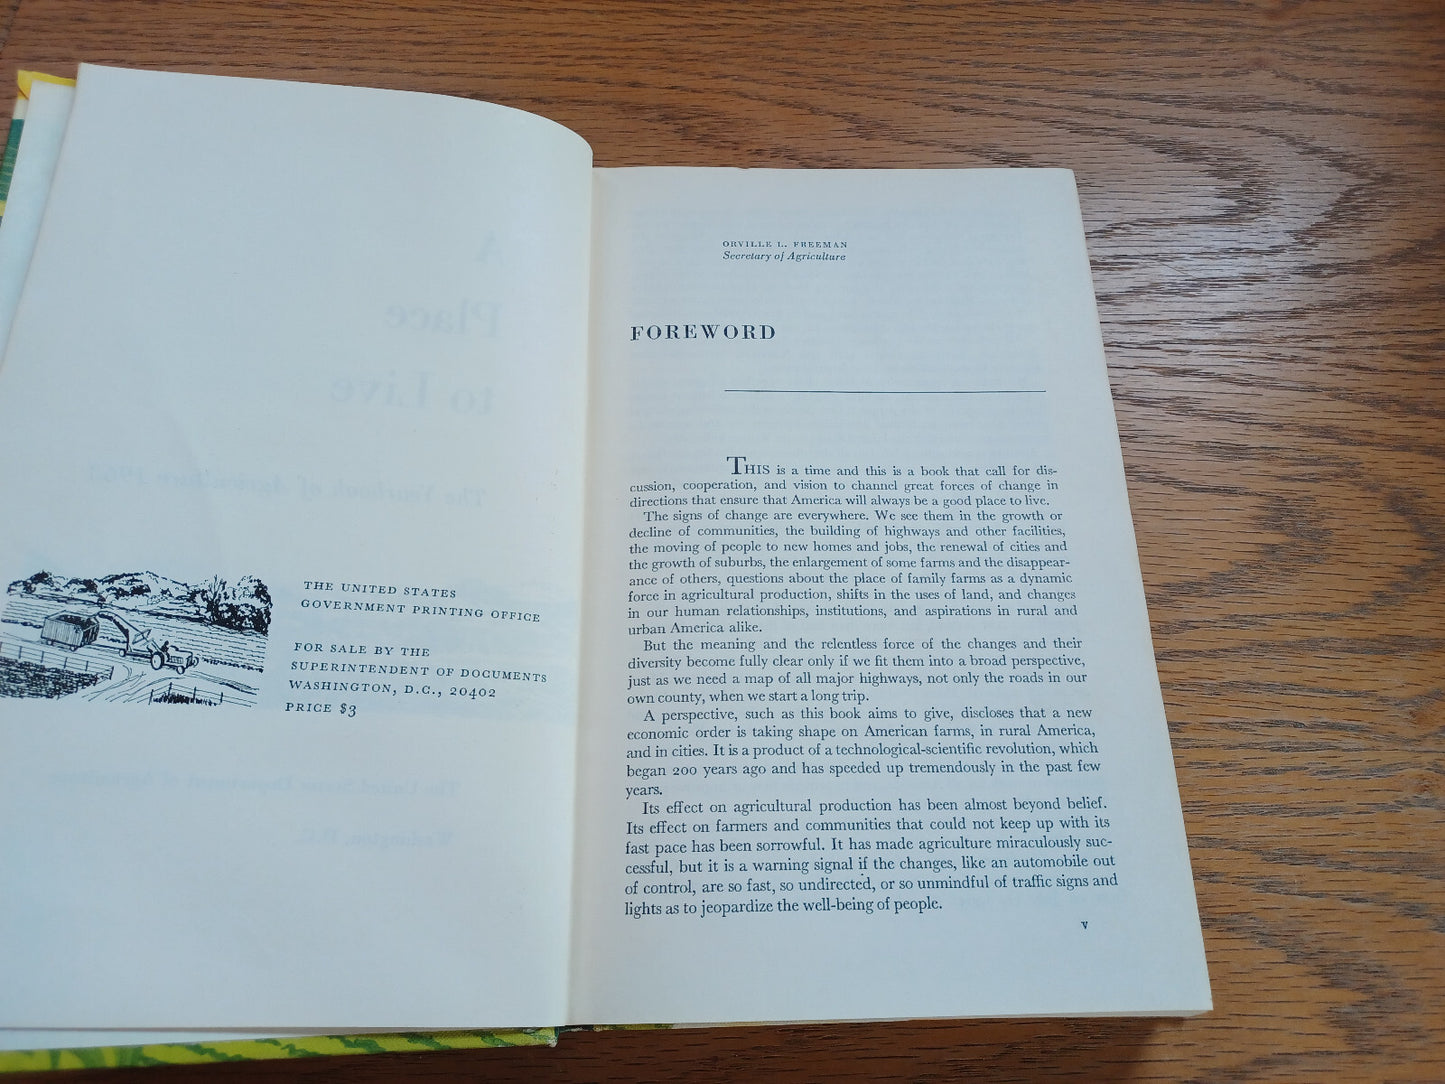 THE UNITED STATES
GOVERNMENT PRINTING OFFICE
FOR SALE BY THE
SUPERINTENDENT OF DOCUMENTS
WASHINGTON, D.C., 20402
PRICE $3
ORVILLE L. FREEMAN
Secretary of Agriculture
FOREWORD
THIS is a time and this is a book that call for dis-
cussion, cooperation, and vision to channel great forces of change in
directions that ensure that America will always be a good place to live.
The signs of change are everywhere. We see them in the growth or
decline of communities, the building of highways and other facilities,
the moving of people to new homes and jobs, the renewal of cities and
the growth of suburbs, the enlargement of some farms and the disappear-
ance of others, questions about the place of family farms as a dynamic
force in agricultural production, shifts in the uses of land, and changes
in our human relationships, institutions, and aspirations in rural and
urban America alike.
But the meaning and the relentless force of the changes and their
diversity become fully clear only if we fit them into a broad perspective,
just as we need a map of all major highways, not only the roads in our
own county, when we start a long trip.
A perspective, such as this book aims to give, discloses that a new
economic order is taking shape on American farms, in rural America,
and in cities. It is a product of a technological-scientific revolution, which
began 200 years ago and has speeded up tremendously in the past few
years.
Its effect on agricultural production has been almost beyond belief.
Its effect on farmers and communities that could not keep up with its
fast pace has been sorrowful. It has made agriculture miraculously suc-
cessful, but it is a warning signal if the changes, like an automobile out
of control, are so fast, so undirected, or so unmindful of traffic signs and
lights as to jeopardize the well-being of people.
v
A
Place
to Live
The Yearbook of Agriculture 1963
The United States Department of Agriculture
Washington, D.C.